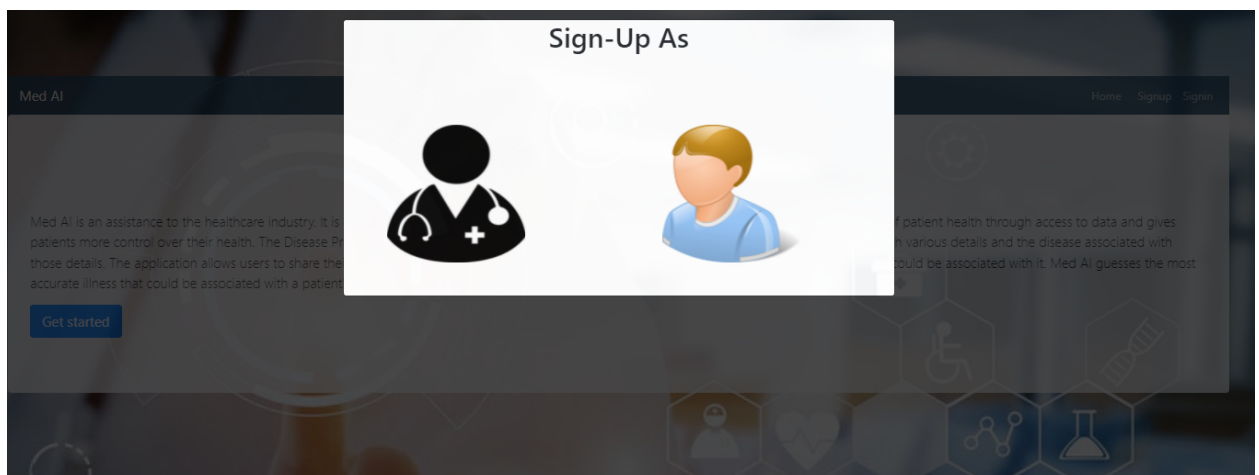 Sign-Up As
Med AI
Home Signup Signin
Med AI is an assistance to the healthcare industry. It is
of patient health through access to data and gives
patients more control over their health. The Disease Pr
various details and the disease associated with
those details. The application allows users to share the
could be associated with it. Med AI guesses the most
accurate illness that could be associated with a patient
Get started